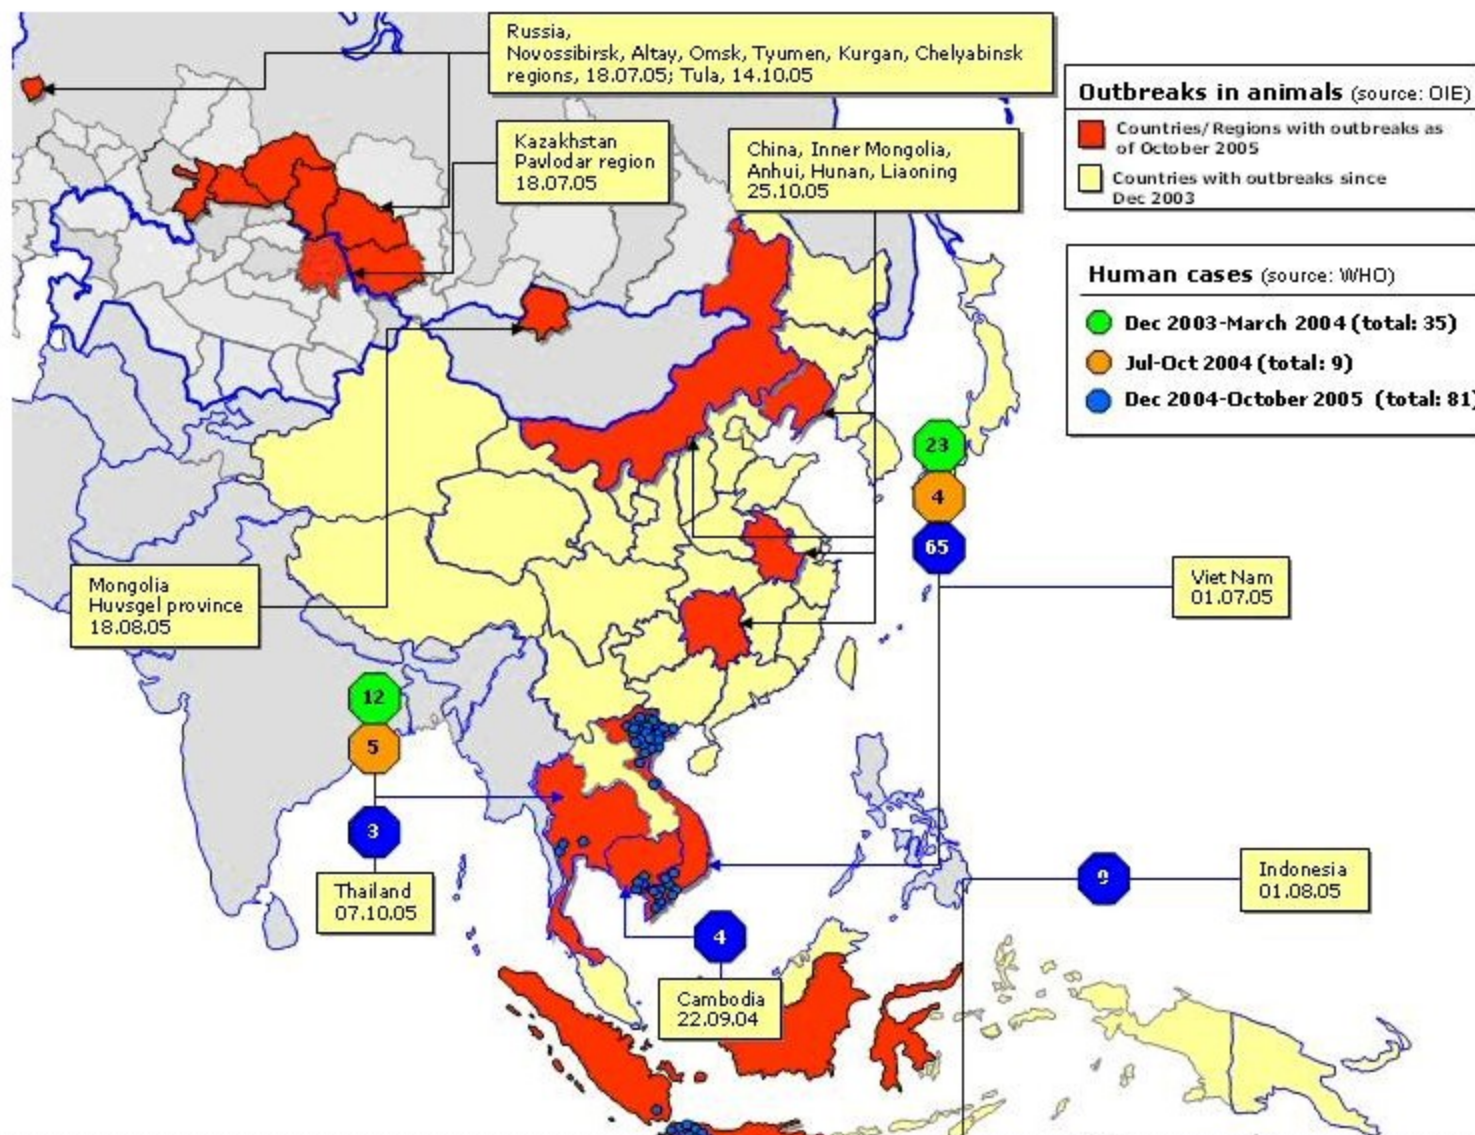 Russia,
Novossibirsk, Altay, Omsk, Tyumen, Kurgan, Chelyabinsk
regions, 18.07.05; Tula, 14.10.05
Outbreaks in animals (source: OIE)
Countries/Regions with outbreaks as
of October 2005
Countries with outbreaks since
Dec 2003
Kazakhstan
Pavlodar region
18.07.05
China, Inner Mongolia,
Anhui, Hunan, Liaoning
25.10.05
Human cases (source: WHO)
Dec 2003-March 2004 (total: 35)
Jul-Oct 2004 (total: 9)
Dec 2004-October 2005 (total: 81)
23
4
65
Mongolia
Huvsgel province
18.08.05
Viet Nam
01.07.05
12
5
3
Thailand
07.10.05
9
Indonesia
01.08.05
4
Cambodia
22.09.04